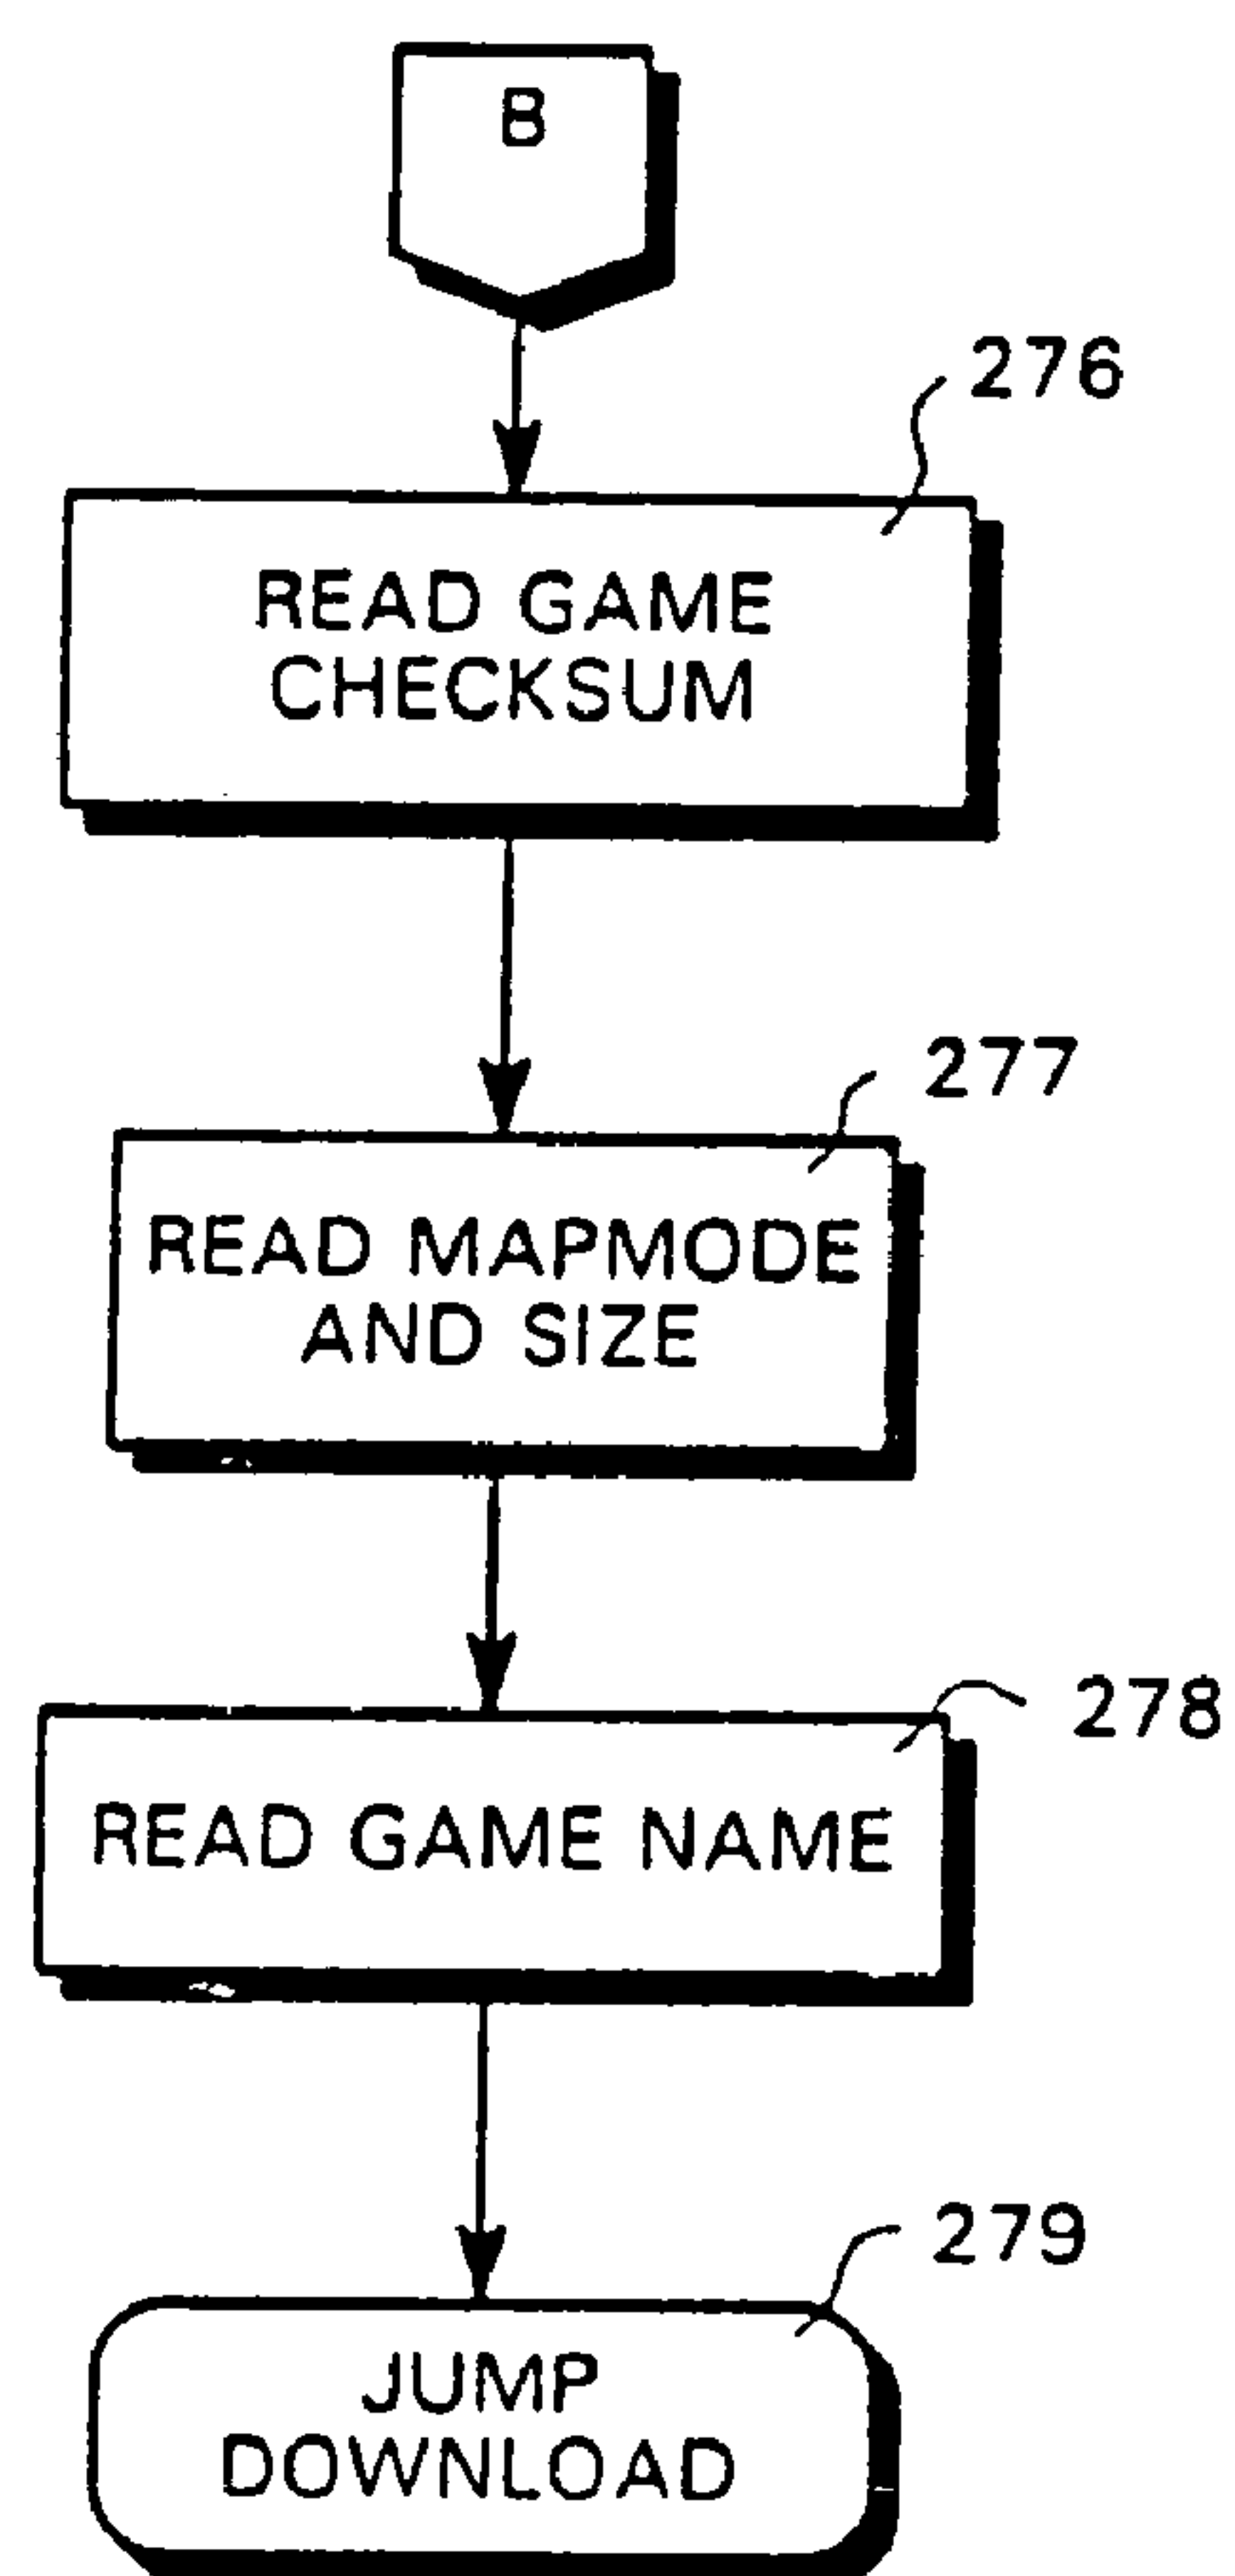 B
276
READ GAME
CHECKSUM
277
READ MAPMODE
AND SIZE
278
READ GAME NAME
279
JUMP
DOWNLOAD